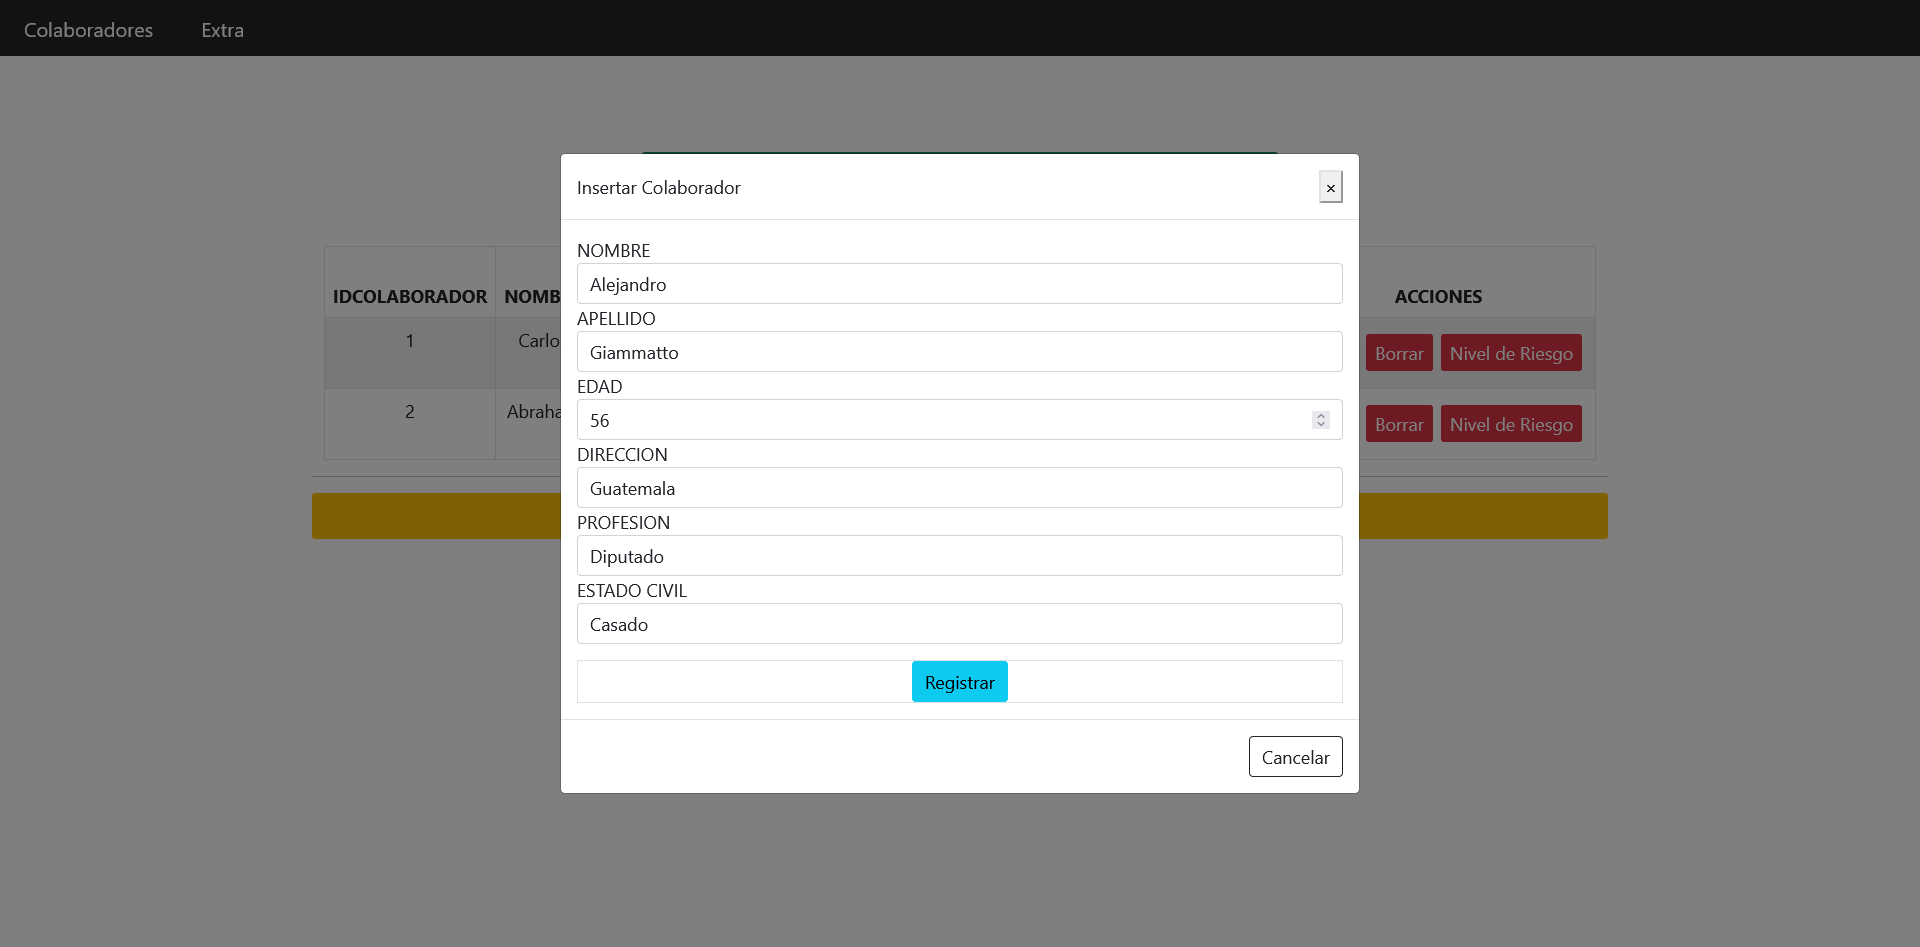 Colaboradores Extra
Insertar Colaborador ×
NOMBRE
Alejandro
APELLIDO
Giammatto
EDAD
56
DIRECCION
Guatemala
PROFESION
Diputado
ESTADO CIVIL
Casado
Registrar
Cancelar
IDCOLABORADOR NOMB ACCIONES
1 Carlo Borrar Nivel de Riesgo
2 Abraha Borrar Nivel de Riesgo